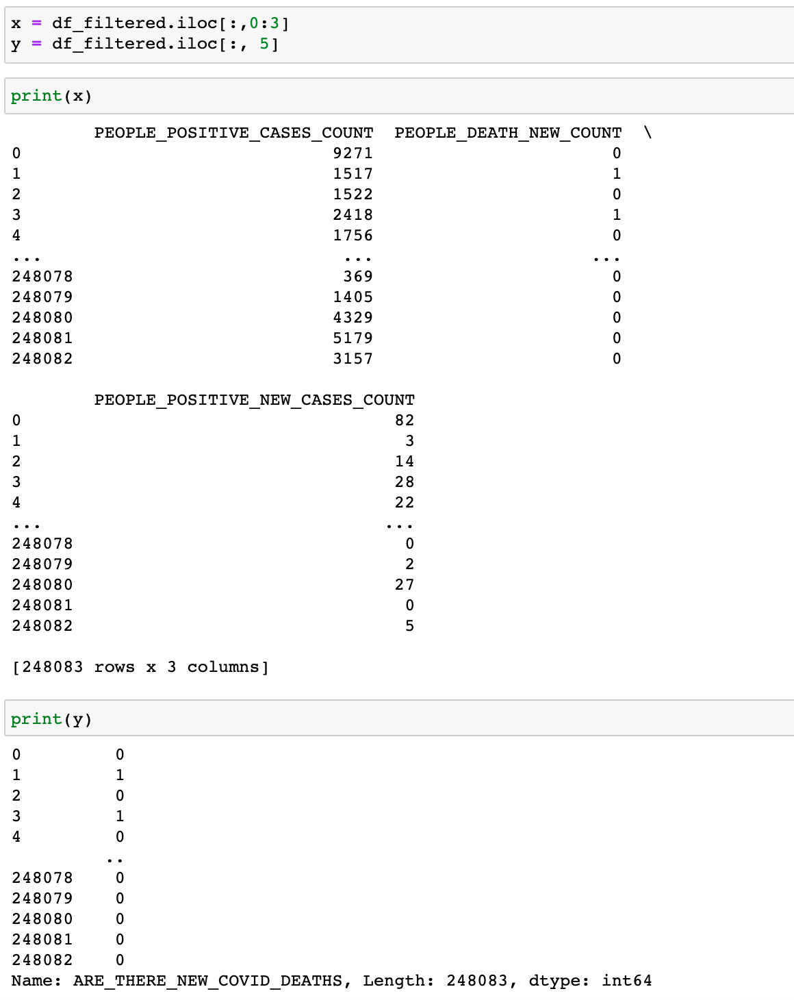 x = df_filtered.iloc[:,0:3]
y = df_filtered.iloc[:, 5]
print(x)
PEOPLE_POSITIVE_CASES_COUNT  PEOPLE_DEATH_NEW_COUNT  \
0 9271 0
1 1517 1
2 1522 0
3 2418 1
4 1756 0
... ... ...
248078 369 0
248079 1405 0
248080 4329 0
248081 5179 0
248082 3157 0
PEOPLE_POSITIVE_NEW_CASES_COUNT
0 82
1 3
2 14
3 28
4 22
... ...
248078 0
248079 2
248080 27
248081 0
248082 5
[248083 rows x 3 columns]
print(y)
0 0
1 1
2 0
3 1
4 0
..
248078 0
248079 0
248080 0
248081 0
248082 0
Name: ARE_THERE_NEW_COVID_DEATHS, Length: 248083, dtype: int64